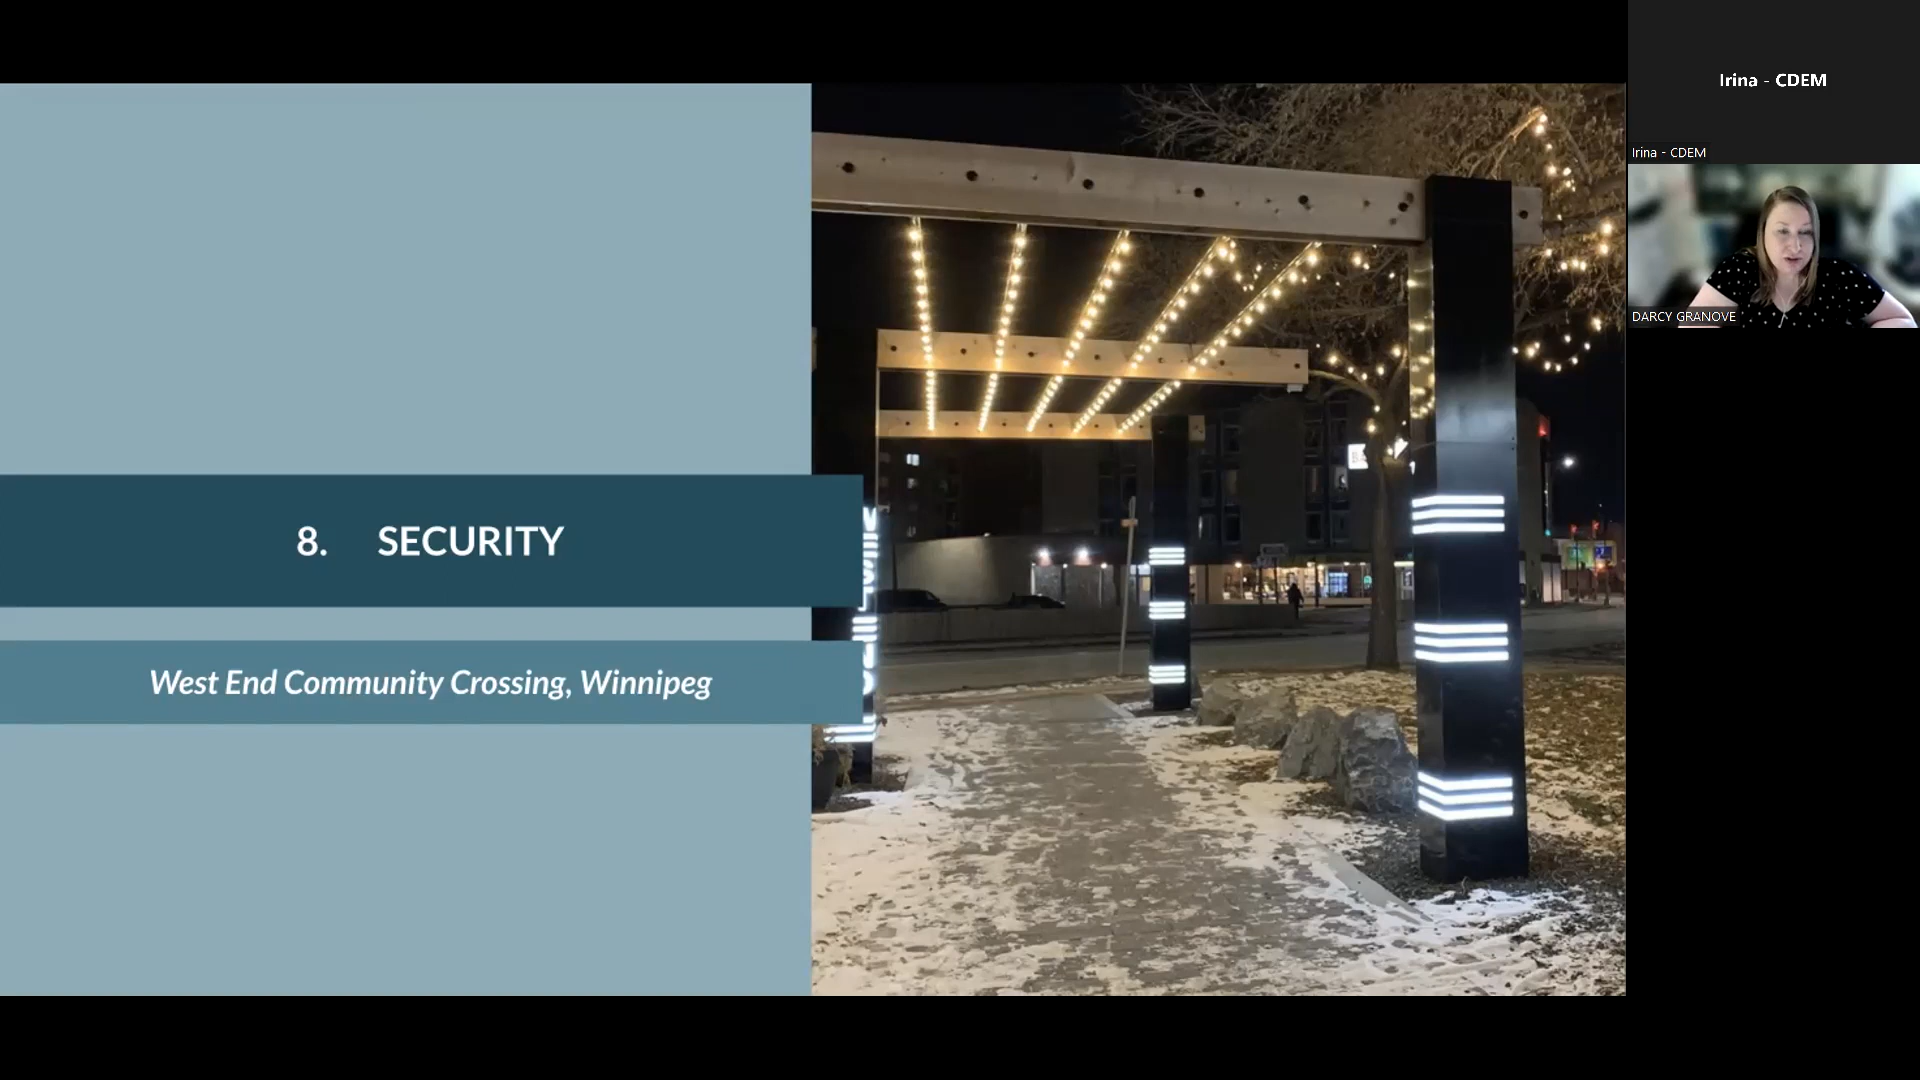 8. SECURITY
West End Community Crossing, Winnipeg
Irina - CDEM
Irina - CDEM
DARCY GRANOVE